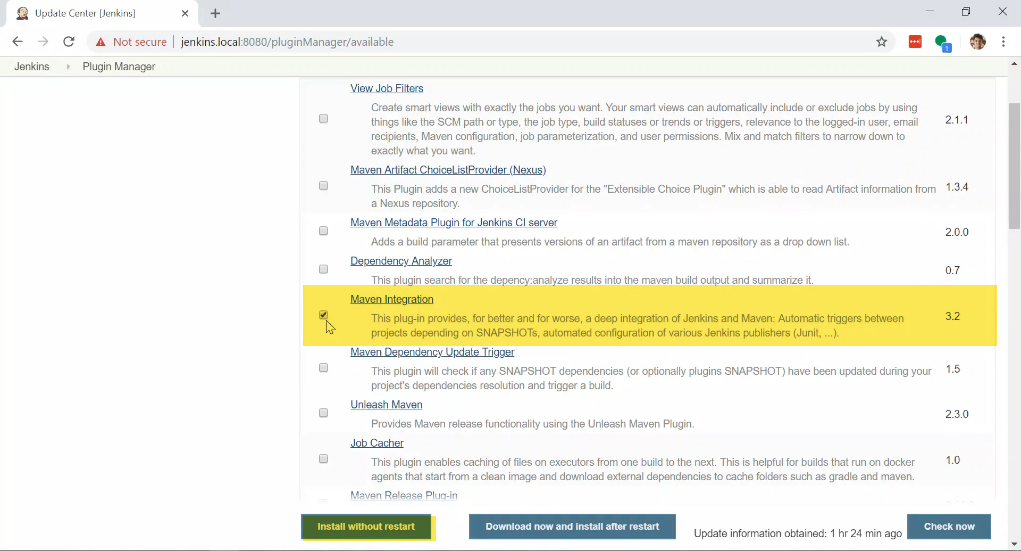 Update Center [Jenkins]
Not secure | jenkins.local:8080/pluginManager/available
1
Jenkins Plugin Manager
View Job Filters
Create smart views with exactly the jobs you want. Your smart views can automatically include or exclude jobs by using
things like the SCM path or type, the job type, build statuses or trends or triggers, relevance to the logged-in user, email
recipients, Maven configuration, job parameterization, and user permissions. Mix and match filters to narrow down to
exactly what you want.
2.1.1
Maven Artifact ChoiceListProvider (Nexus)
This Plugin adds a new ChoiceListProvider for the "Extensible Choice Plugin" which is able to read Artifact information from
a Nexus repository.
1.3.4
Maven Metadata Plugin for Jenkins CI server
Adds a build parameter that presents versions of an artifact from a maven repository as a drop down list.
2.0.0
Dependency Analyzer
This plugin search for the depency:analyze results into the maven build output and summarize it.
0.7
Maven Integration
This plug-in provides, for better and for worse, a deep integration of Jenkins and Maven: Automatic triggers between
projects depending on SNAPSHOTs, automated configuration of various Jenkins publishers (Junit, ...).
3.2
Maven Dependency Update Trigger
This plugin will check if any SNAPSHOT dependencies (or optionally plugins SNAPSHOT) have been updated during your
project's dependencies resolution and trigger a build.
1.5
Unleash Maven
Provides Maven release functionality using the Unleash Maven Plugin.
2.3.0
Job Cacher
This plugin enables caching of files on executors from one build to the next. This is helpful for builds that run on docker
agents that start from a clean image and download external dependencies to cache folders such as gradle and maven.
1.0
Maven Release Plug-in
Install without restart
Download now and install after restart
Update information obtained: 1 hr 24 min ago
Check now